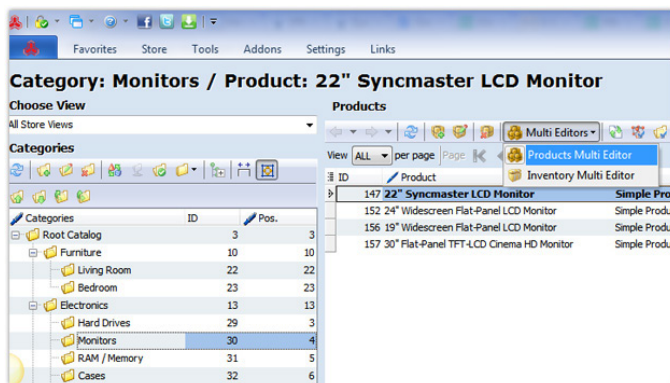 Favorites Store Tools Addons Settings Links
Category: Monitors / Product: 22" Syncmaster LCD Monitor
Choose View
All Store Views
Categories
Categories ID Pos.
Root Catalog 3 3
Furniture 10 10
Living Room 22 22
Bedroom 23 23
Electronics 13 13
Hard Drives 29 3
Monitors 30 4
RAM / Memory 31 5
Cases 32 6
Products
Multi Editors
Products Multi Editor
Inventory Multi Editor
View ALL per page Page
ID Product
147 22" Syncmaster LCD Monitor Simple Pro
152 24" Widescreen Flat-Panel LCD Monitor Simple Produ
156 19" Widescreen Flat-Panel LCD Monitor Simple Produ
157 30" Flat-Panel TFT-LCD Cinema HD Monitor Simple Produ